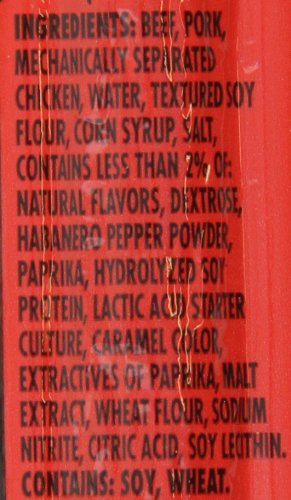 INGREDIENTS: BEEF, PORK,
MECHANICALLY SEPARATED
CHICKEN, WATER, TEXTURED SOY
FLOUR, CORN SYRUP, SALT,
CONTAINS LESS THAN 2% OF:
NATURAL FLAVORS, DEXTROSE,
HABANERO PEPPER POWDER,
PAPRIKA, HYDROLYZED SOY
PROTEIN, LACTIC ACID STARTER
CULTURE, CARAMEL COLOR,
EXTRACTIVES OF PAPRIKA, MALT
EXTRACT, WHEAT FLOUR, SODIUM
NITRITE, CITRIC ACID, SOY LECITHIN.
CONTAINS: SOY, WHEAT.